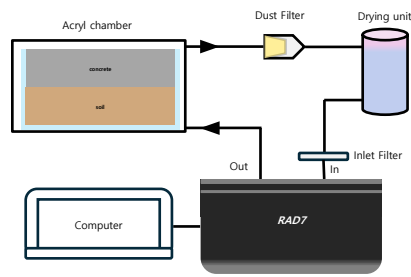 Acryl chamber
Dust Filter
Drying unit
concrete
soil
Inlet Filter
Out
In
Computer
RAD7